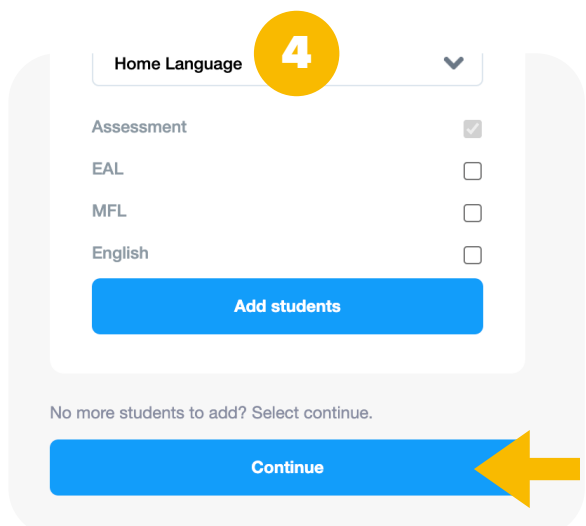 4
Home Language
Assessment
EAL
MFL
English
Add students
No more students to add? Select continue.
Continue